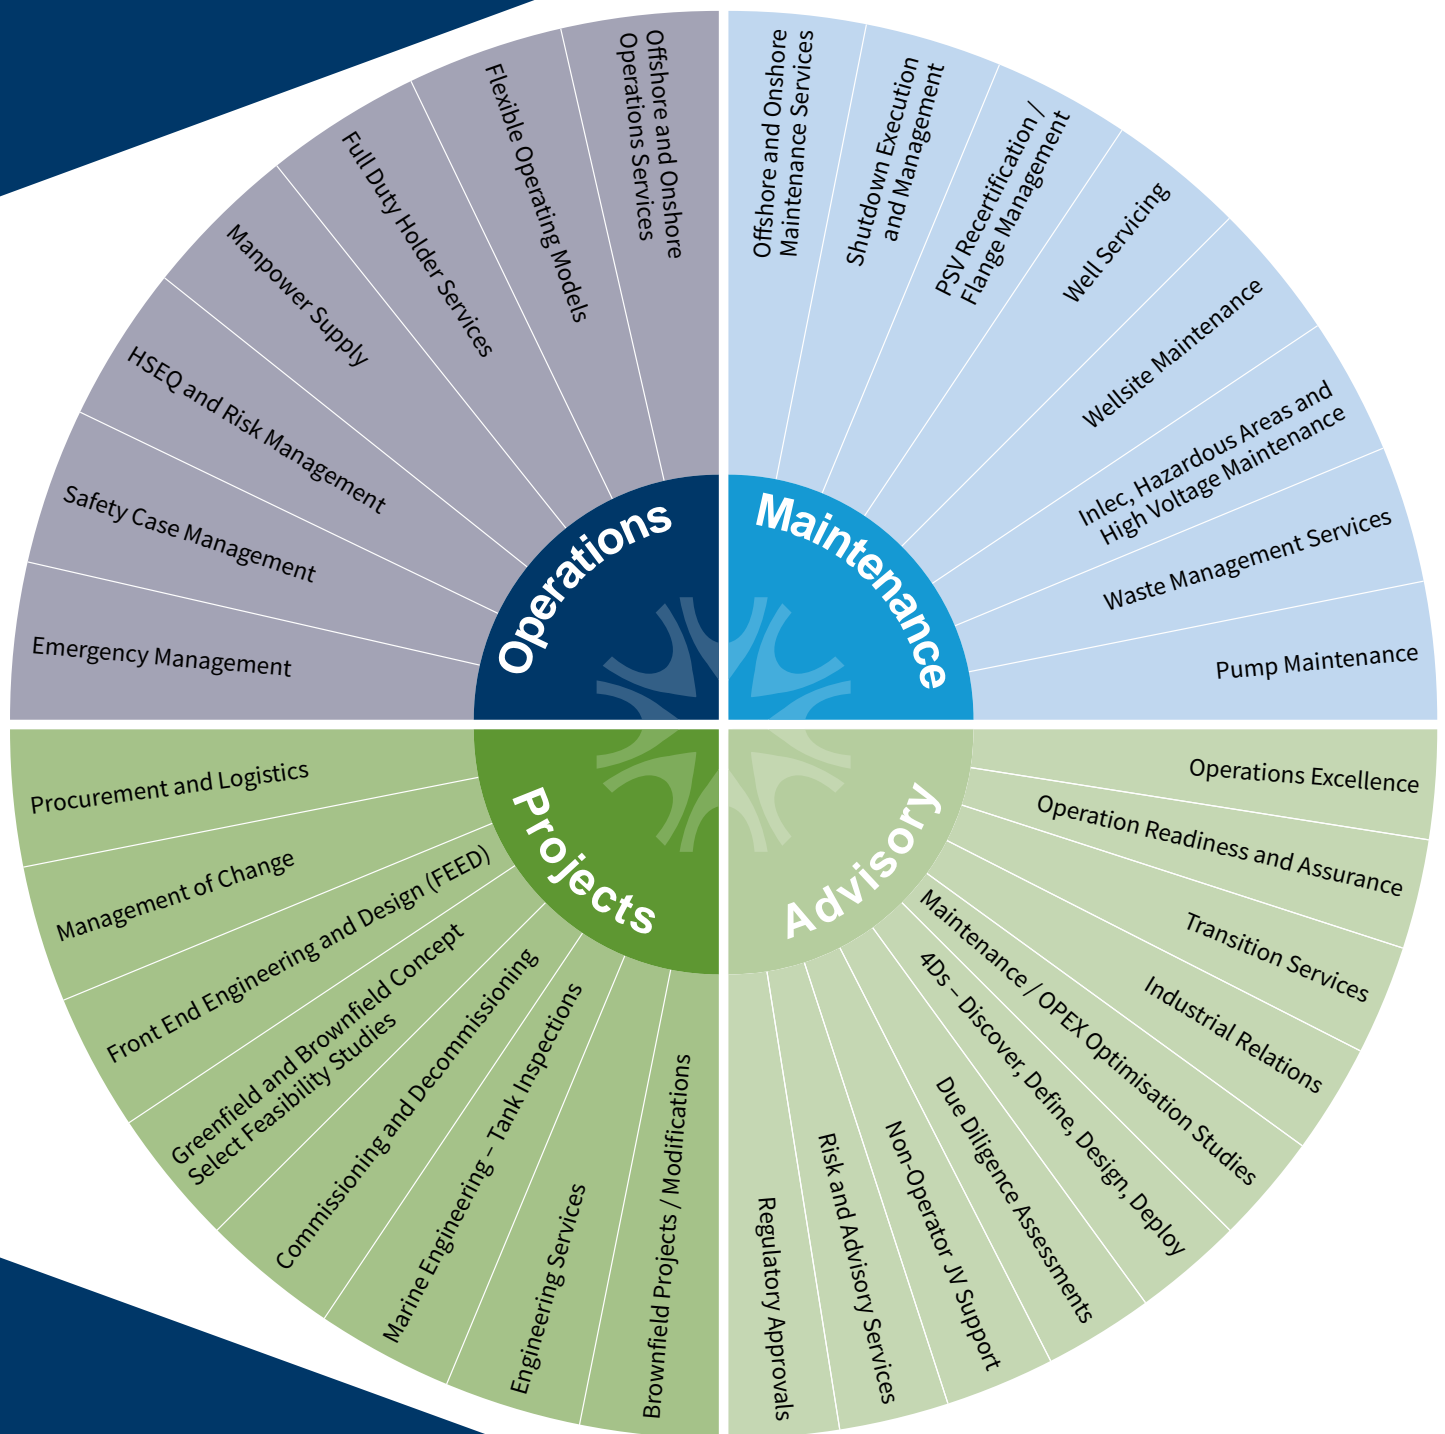 Operations
Offshore and Onshore
Operations Services
Flexible Operating Models
Full Duty Holder Services
Manpower Supply
HSEQ and Risk Management
Safety Case Management
Emergency Management
Maintenance
Offshore and Onshore
Maintenance Services
Shutdown Execution
and Management
PSV Recertification /
Flange Management
Well Servicing
Wellsite Maintenance
Inlec, Hazardous Areas and
High Voltage Maintenance
Waste Management Services
Pump Maintenance
Projects
Procurement and Logistics
Management of Change
Front End Engineering and Design (FEED)
Greenfield and Brownfield Concept
Select Feasibility Studies
Commissioning and Decommissioning
Marine Engineering – Tank Inspections
Engineering Services
Brownfield Projects / Modifications
Advisory
Operations Excellence
Operation Readiness and Assurance
Transition Services
Industrial Relations
Maintenance / OPEX Optimisation Studies
4Ds – Discover, Define, Design, Deploy
Due Diligence Assessments
Non-Operator JV Support
Risk and Advisory Services
Regulatory Approvals